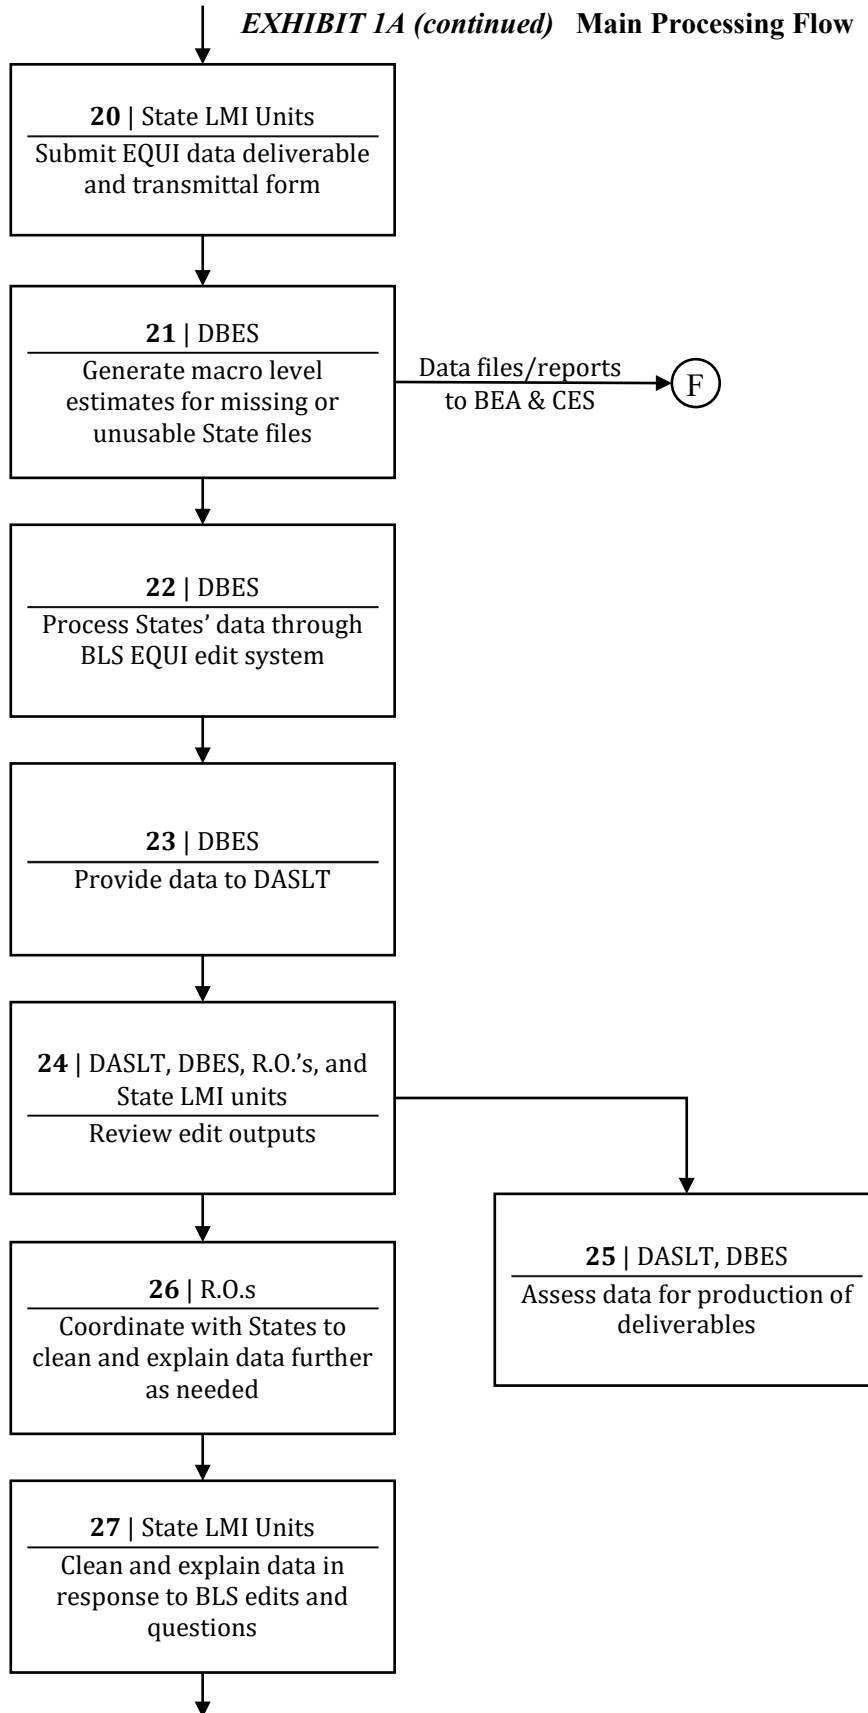 EXHIBIT 1A (continued) Main Processing Flow
20 | State LMI Units
Submit EQUI data deliverable
and transmittal form
21 | DBES
Generate macro level
estimates for missing or
unusable State files
Data files/reports
to BEA & CES
F
22 | DBES
Process States’ data through
BLS EQUI edit system
23 | DBES
Provide data to DASLT
24 | DASLT, DBES, R.O.’s, and
State LMI units
Review edit outputs
25 | DASLT, DBES
Assess data for production of
deliverables
26 | R.O.s
Coordinate with States to
clean and explain data further
as needed
27 | State LMI Units
Clean and explain data in
response to BLS edits and
questions